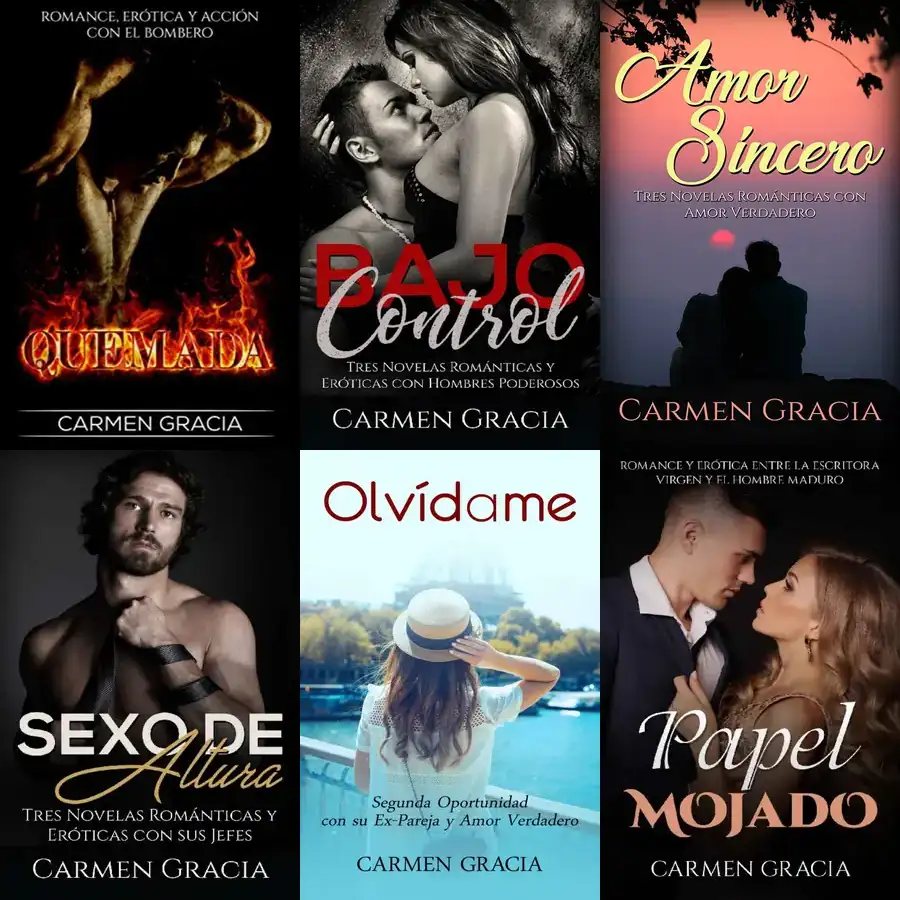 ROMANCE, ERÓTICA Y ACCIÓN
CON EL BOMBERO
QUEMADA
CARMEN GRACIA
BAJO
Control
TRES NOVELAS ROMÁNTICAS Y
ERÓTICAS CON HOMBRES PODEROSOS
CARMEN GRACIA
Amor
Sincero
TRES NOVELAS ROMÁNTICAS CON
AMOR VERDADERO
CARMEN GRACIA
SEXO DE
Altura
TRES NOVELAS ROMÁNTICAS Y
ERÓTICAS CON SUS JEFES
CARMEN GRACIA
Olvídame
Segunda Oportunidad
con su Ex-Pareja y Amor Verdadero
CARMEN GRACIA
ROMANCE Y ERÓTICA ENTRE LA ESCRITORA
VIRGEN Y EL HOMBRE MADURO
Papel
MOJADO
CARMEN GRACIA